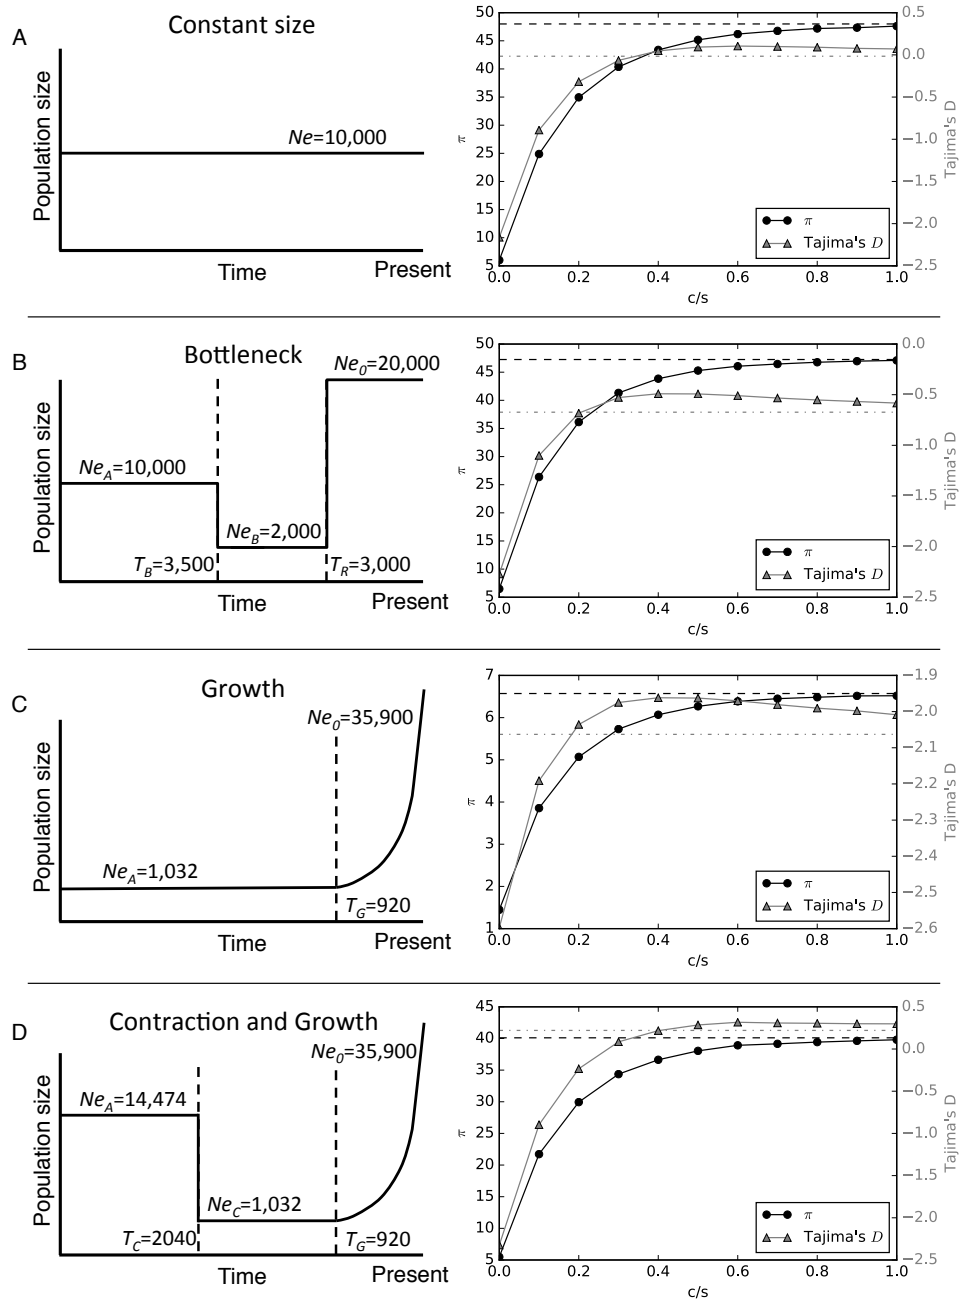 A
Constant size
Population size
Ne=10,000
Time
Present
50
45
40
35
30
25
20
15
10
5
π
0.5
0.0
−0.5
−1.0
−1.5
−2.0
−2.5
Tajima's D
π
Tajima's D
0.0 0.2 0.4 0.6 0.8 1.0
c/s
B
Bottleneck
Ne0=20,000
Population size
NeA=10,000
NeB=2,000
TB=3,500
TR=3,000
Time
Present
50
45
40
35
30
25
20
15
10
5
π
0.0
−0.5
−1.0
−1.5
−2.0
−2.5
Tajima's D
π
Tajima's D
0.0 0.2 0.4 0.6 0.8 1.0
c/s
C
Growth
Ne0=35,900
Population size
NeA=1,032
TG=920
Time
Present
7
6
5
4
3
2
1
π
−1.9
−2.0
−2.1
−2.2
−2.3
−2.4
−2.5
−2.6
Tajima's D
π
Tajima's D
0.0 0.2 0.4 0.6 0.8 1.0
c/s
D
Contraction and Growth
Ne0=35,900
Population size
NeA=14,474
NeC=1,032
TC=2040
TG=920
Time
Present
45
40
35
30
25
20
15
10
5
π
0.5
0.0
−0.5
−1.0
−1.5
−2.0
−2.5
Tajima's D
π
Tajima's D
0.0 0.2 0.4 0.6 0.8 1.0
c/s